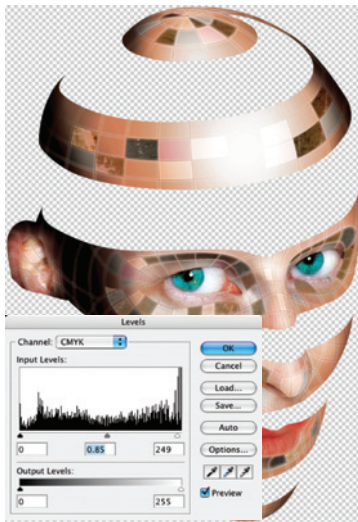 Levels
Channel: CMYK
OK
Input Levels:
Cancel
Load...
Save...
Auto
0 0.85 249
Options...
Output Levels:
Preview
0 255